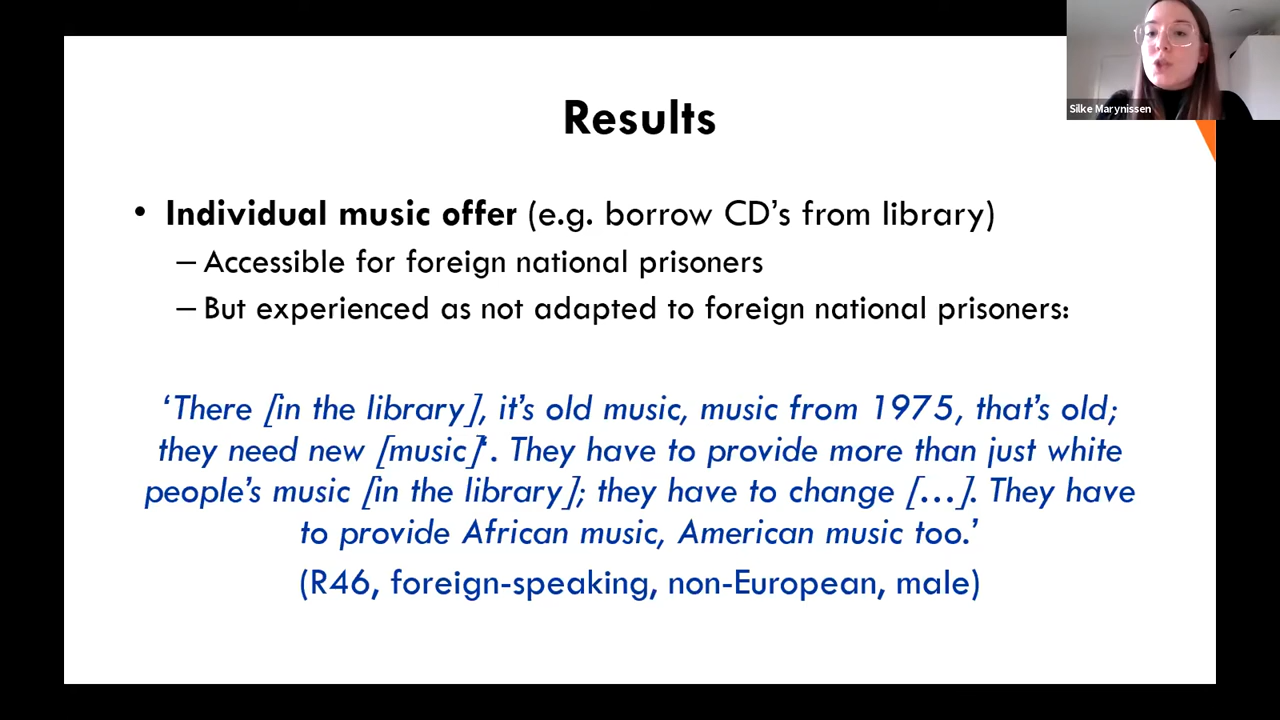 Silke Marynissen
Results
• Individual music offer (e.g. borrow CD’s from library)
– Accessible for foreign national prisoners
– But experienced as not adapted to foreign national prisoners:
‘There [in the library], it’s old music, music from 1975, that’s old;
they need new [music]‘. They have to provide more than just white
people’s music [in the library]; they have to change [...]. They have
to provide African music, American music too.’
(R46, foreign-speaking, non-European, male)